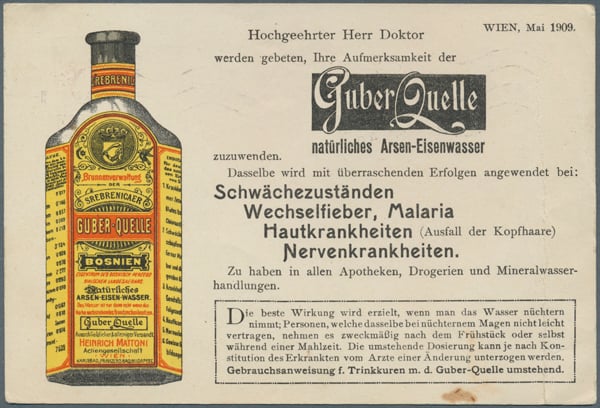 WIEN, Mai 1909.
Hochgeehrter Herr Doktor
werden gebeten, Ihre Aufmerksamkeit der
Guber Quelle
natürliches Arsen-Eisenwasser
zuzuwenden.
Dasselbe wird mit überraschenden Erfolgen angewendet bei:
Schwächezuständen
Wechselfieber, Malaria
Hautkrankheiten (Ausfall der Kopfhaare)
Nervenkrankheiten.
Zu haben in allen Apotheken, Drogerien und Mineralwasser-
handlungen.
Die beste Wirkung wird erzielt, wenn man das Wasser nüchtern
nimmt; Personen, welche dasselbe bei nüchternem Magen nicht leicht
vertragen, nehmen es zweckmäßig nach dem Frühstück oder selbst
während einer Mahlzeit. Die umstehende Dosierung kann je nach Kon-
stitution des Erkrankten vom Arzte einer Änderung unterzogen werden.
Gebrauchsanweisung f. Trinkkuren m. d. Guber-Quelle umstehend.
SREBRENIC
Brunnenverwaltung
DER
SREBRENICAER
GUBER-QUELLE
BOSNIEN
Natürliches
ARSEN-EISEN-WASSER.
Guber Quelle
HEINRICH MATTONI
Actiengesellschaft
WIEN